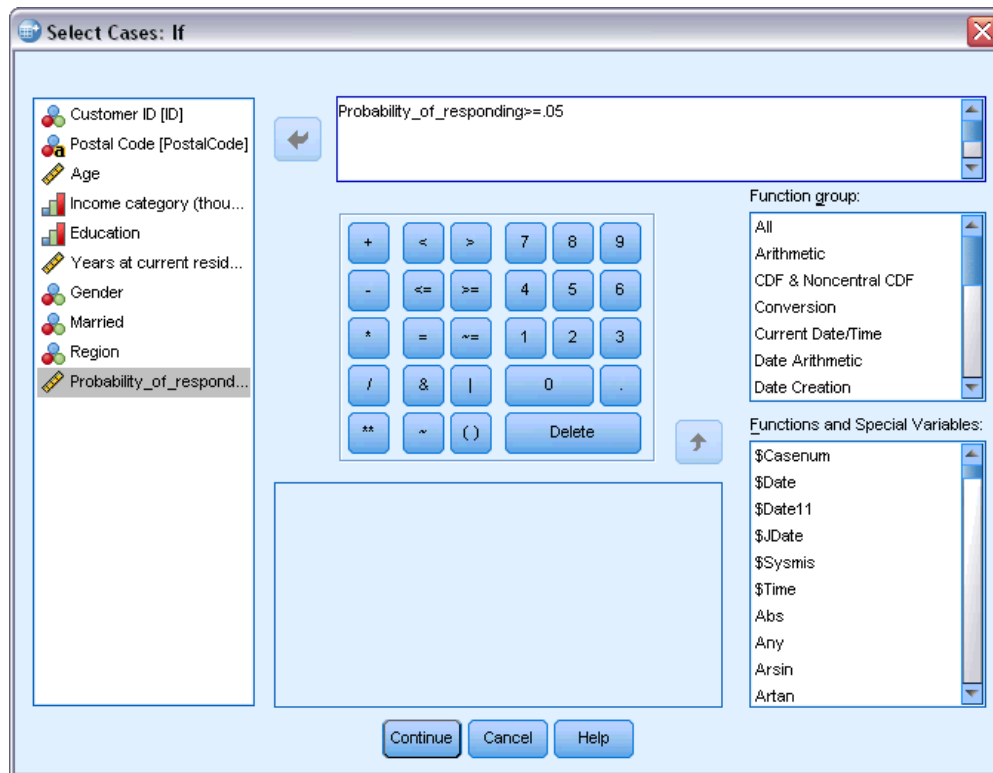 Select Cases: If
Customer ID [ID]
Postal Code [PostalCode]
Age
Income category (thou...
Education
Years at current resid...
Gender
Married
Region
Probability_of_respond...
Probability_of_responding>=.05
+ < > 7 8 9
- <= >= 4 5 6
* = ~= 1 2 3
/ & | 0 .
** ~ ( ) Delete
Function group:
All
Arithmetic
CDF & Noncentral CDF
Conversion
Current Date/Time
Date Arithmetic
Date Creation
Functions and Special Variables:
$Casenum
$Date
$Date11
$JDate
$Sysmis
$Time
Abs
Any
Arsin
Artan
Continue Cancel Help